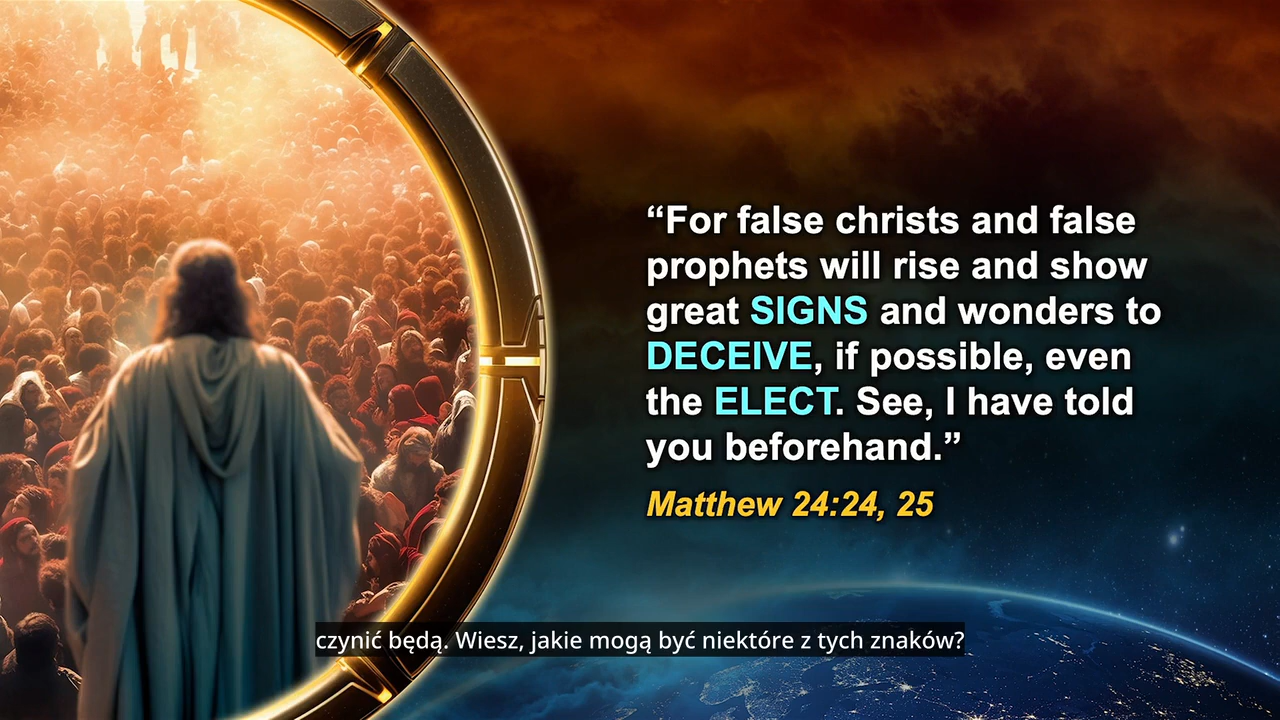 “For false christs and false
prophets will rise and show
great SIGNS and wonders to
DECEIVE, if possible, even
the ELECT. See, I have told
you beforehand.”
Matthew 24:24, 25
czynić będą. Wiesz, jakie mogą być niektóre z tych znaków?